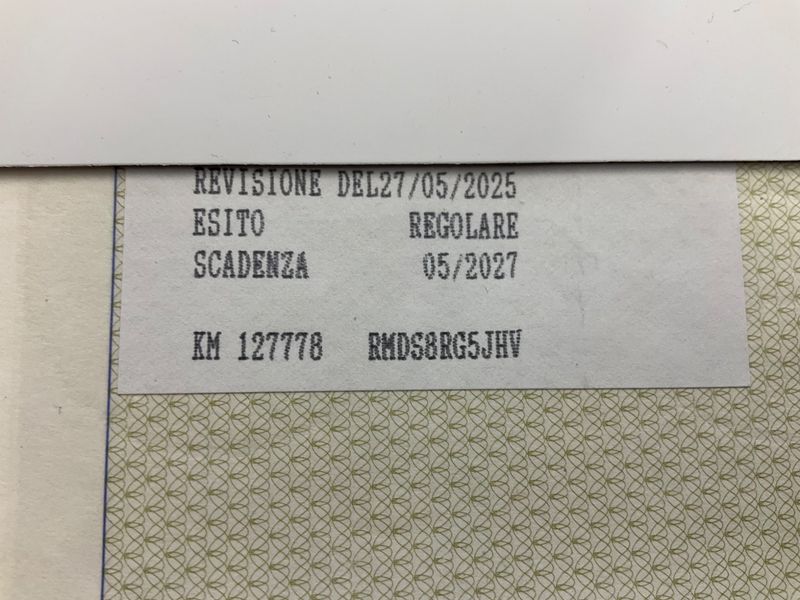 REVISIONE DEL27/05/2025
ESITO REGOLARE
SCADENZA 05/2027
KM 127778 RMDS8RG5JHV